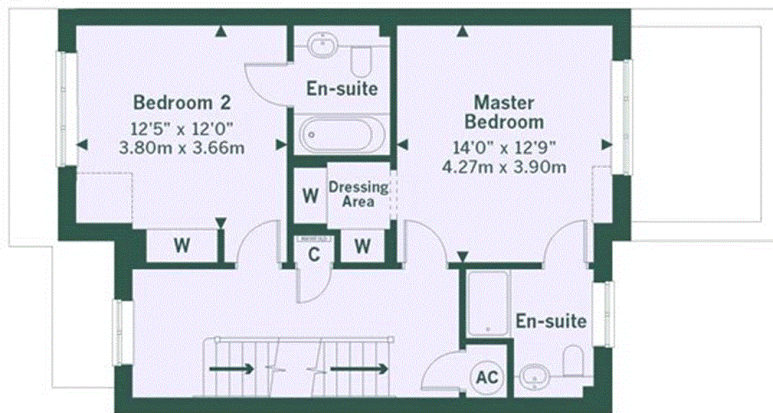 Bedroom 2
12'5" x 12'0"
3.80m x 3.66m
En-suite
Master
Bedroom
14'0" x 12'9"
4.27m x 3.90m
W
Dressing
Area
W
W
C
En-suite
AC